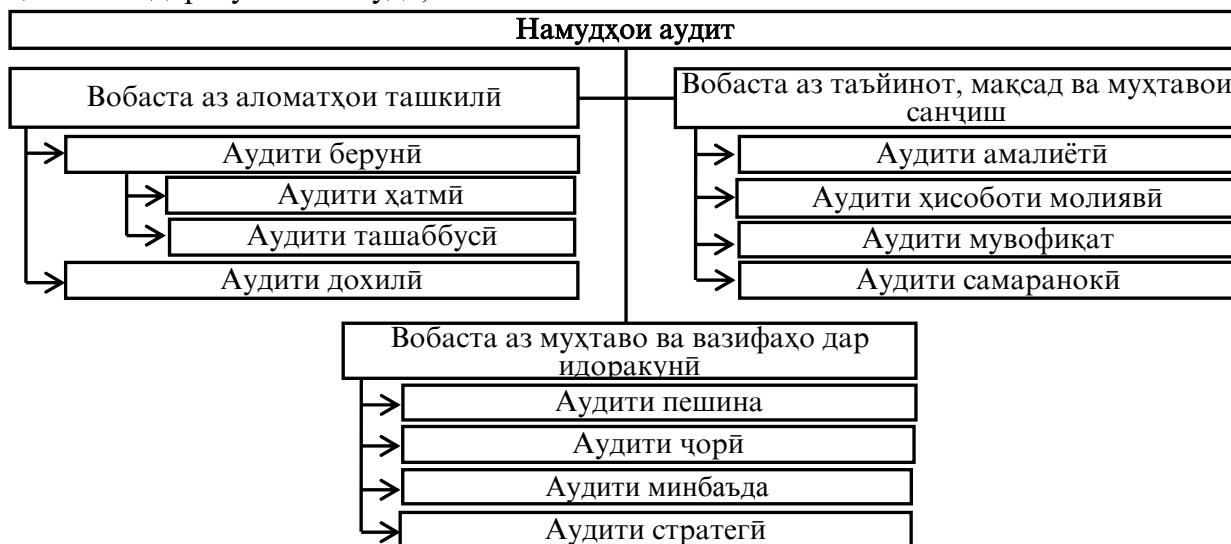 Намудҳои аудит
Вобаста аз аломатҳои ташкилӣ
Аудити берунӣ
Аудити ҳатмӣ
Аудити ташаббусӣ
Аудити дохилӣ
Вобаста аз таъйинот, мақсад ва муҳтавои
санҷиш
Аудити амалиётӣ
Аудити ҳисоботи молиявӣ
Аудити мувофиқат
Аудити самаранокӣ
Вобаста аз муҳтаво ва вазифаҳо дар
идоракунӣ
Аудити пешина
Аудити ҷорӣ
Аудити минбаъда
Аудити стратегӣ